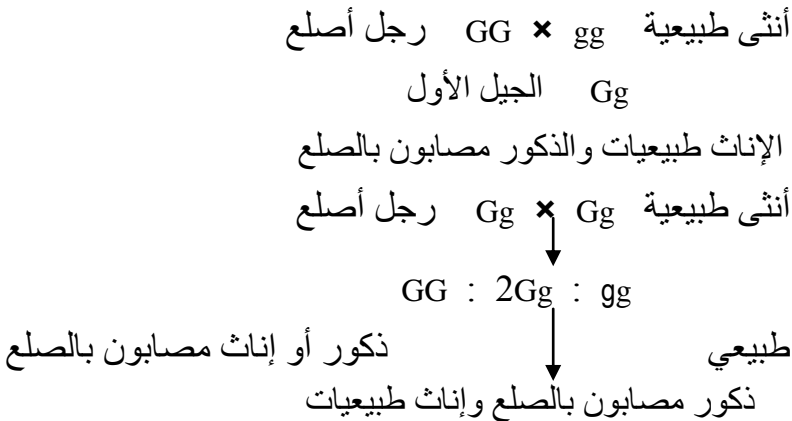 أنثى طبيعية gg × GG رجل أصلع
Gg الجيل الأول
الإناث طبيعيات والذكور مصابون بالصلع
أنثى طبيعية Gg × Gg رجل أصلع
GG : 2Gg : gg
طبيعي ذكور أو إناث مصابون بالصلع
ذكور مصابون بالصلع وإناث طبيعيات